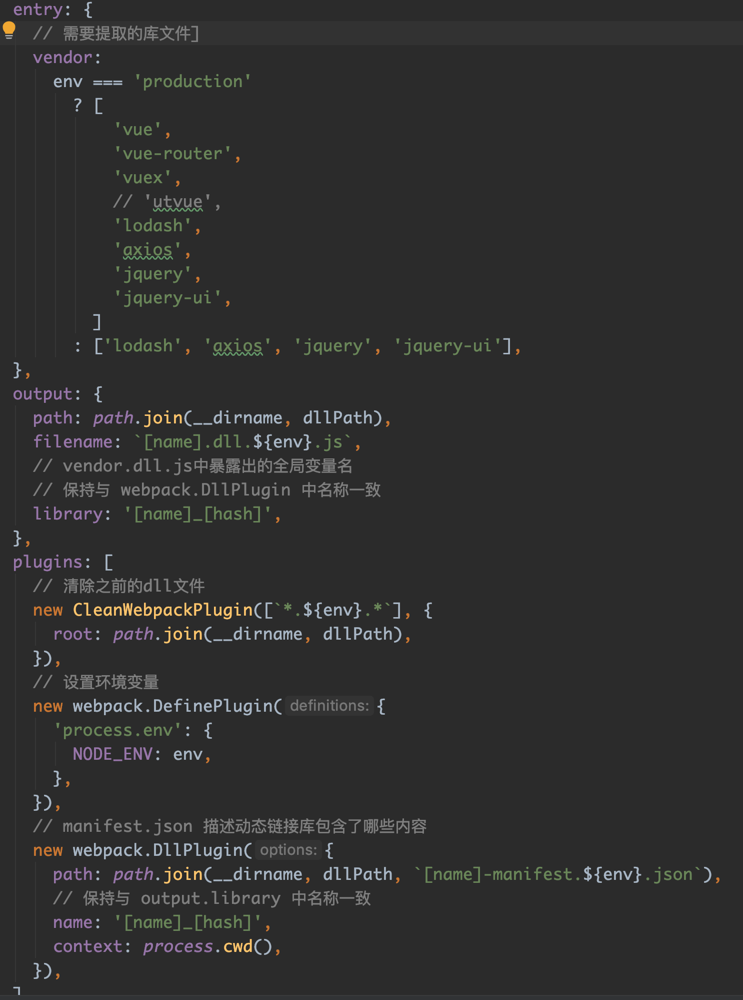 entry: {
  // 需要提取的库文件]
  vendor:
    env === 'production'
      ? [
          'vue',
          'vue-router',
          'vuex',
          // 'utvue',
          'lodash',
          'axios',
          'jquery',
          'jquery-ui',
        ]
      : ['lodash', 'axios', 'jquery', 'jquery-ui'],
},
output: {
  path: path.join(__dirname, dllPath),
  filename: `[name].dll.${env}.js`,
  // vendor.dll.js中暴露出的全局变量名
  // 保持与 webpack.DllPlugin 中名称一致
  library: '[name]_[hash]',
},
plugins: [
  // 清除之前的dll文件
  new CleanWebpackPlugin([`*.${env}.*`], {
    root: path.join(__dirname, dllPath),
  }),
  // 设置环境变量
  new webpack.DefinePlugin( definitions: {
    'process.env': {
      NODE_ENV: env,
    },
  }),
  // manifest.json 描述动态链接库包含了哪些内容
  new webpack.DllPlugin( options: {
    path: path.join(__dirname, dllPath, `[name]-manifest.${env}.json`),
    // 保持与 output.library 中名称一致
    name: '[name]_[hash]',
    context: process.cwd(),
  }),
]